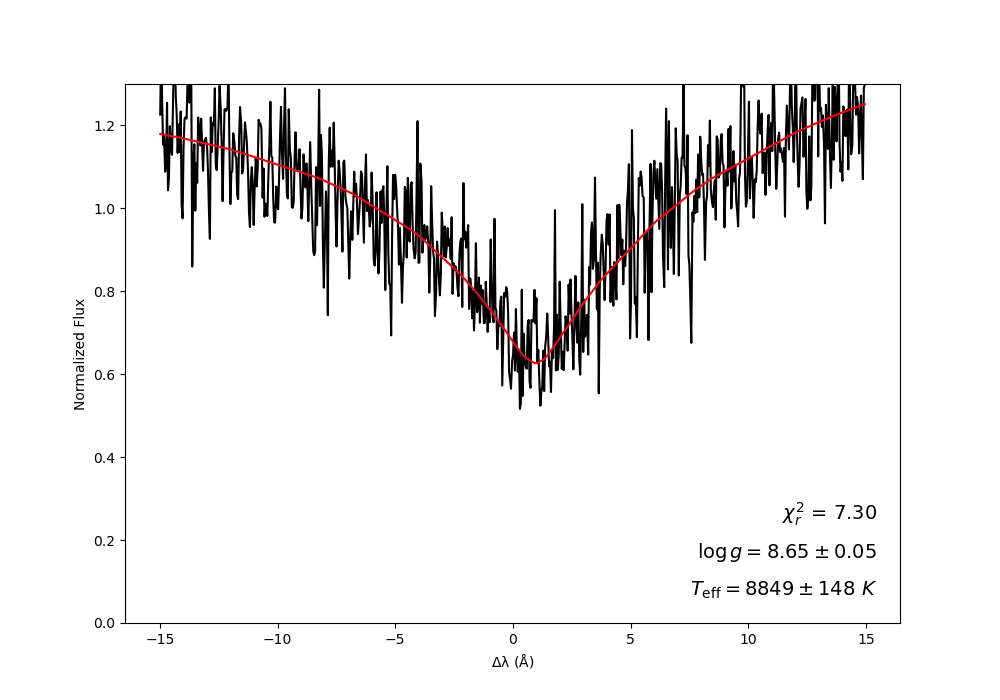 1.2
1.0
0.8
0.6
0.4
0.2
0.0
Normalized Flux
χ²ᵣ = 7.30
log g = 8.65 ± 0.05
T_eff = 8849 ± 148 K
−15 −10 −5 0 5 10 15
Δλ (Å)